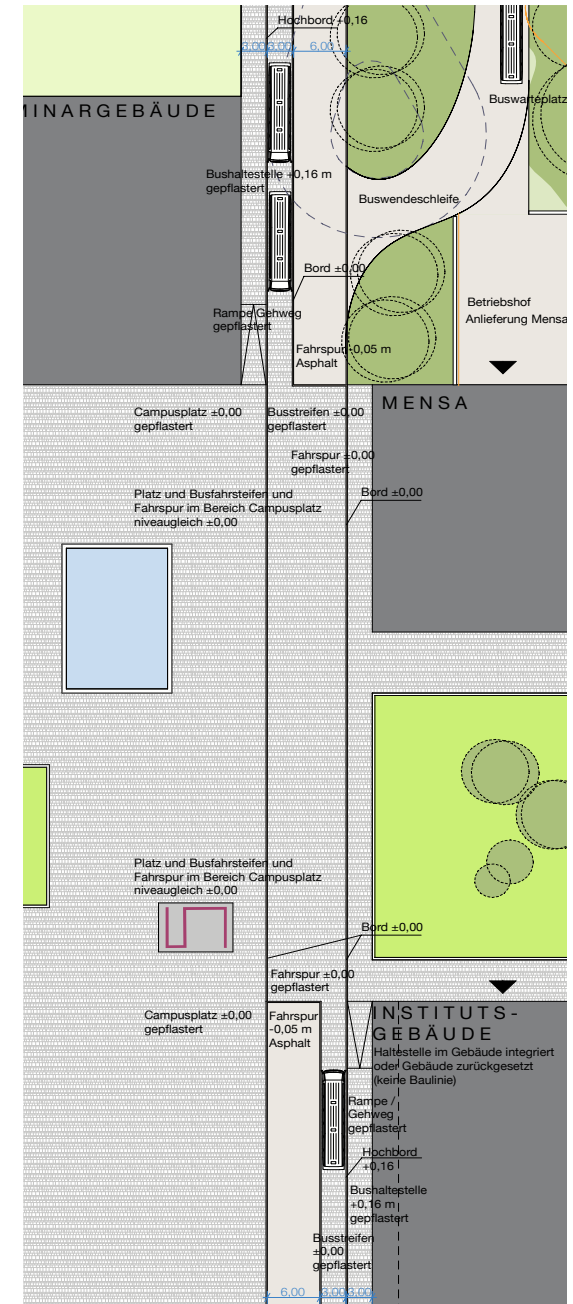 Hochbord +0,16
3.00 3.00 6.00
MINARGEBÄUDE
Buswarteplatz
Bushaltestelle +0,16 m
gepflastert
Buswendeschleife
Bord ±0,00
Rampe/Gehweg
gepflastert
Betriebshof
Anlieferung Mensa
Fahrspur -0,05 m
Asphalt
MENSA
Campusplatz ±0,00
gepflastert
Busstreifen ±0,00
gepflastert
Fahrspur ±0,00
gepflastert
Platz und Busfahrsteifen und
Fahrspur im Bereich Campusplatz
niveaugleich ±0,00
Bord ±0,00
Platz und Busfahrsteifen und
Fahrspur im Bereich Campusplatz
niveaugleich ±0,00
Bord ±0,00
Fahrspur ±0,00
gepflastert
Campusplatz ±0,00
gepflastert
Fahrspur
-0,05 m
Asphalt
INSTITUTS-
GEBÄUDE
Haltestelle im Gebäude integriert
oder Gebäude zurückgesetzt
(keine Baulinie)
Rampe /
Gehweg
gepflastert
Hochbord
+0,16
Bushaltestelle
+0,16 m
gepflastert
Busstreifen
±0,00
gepflastert
6.00 3.00 3.00